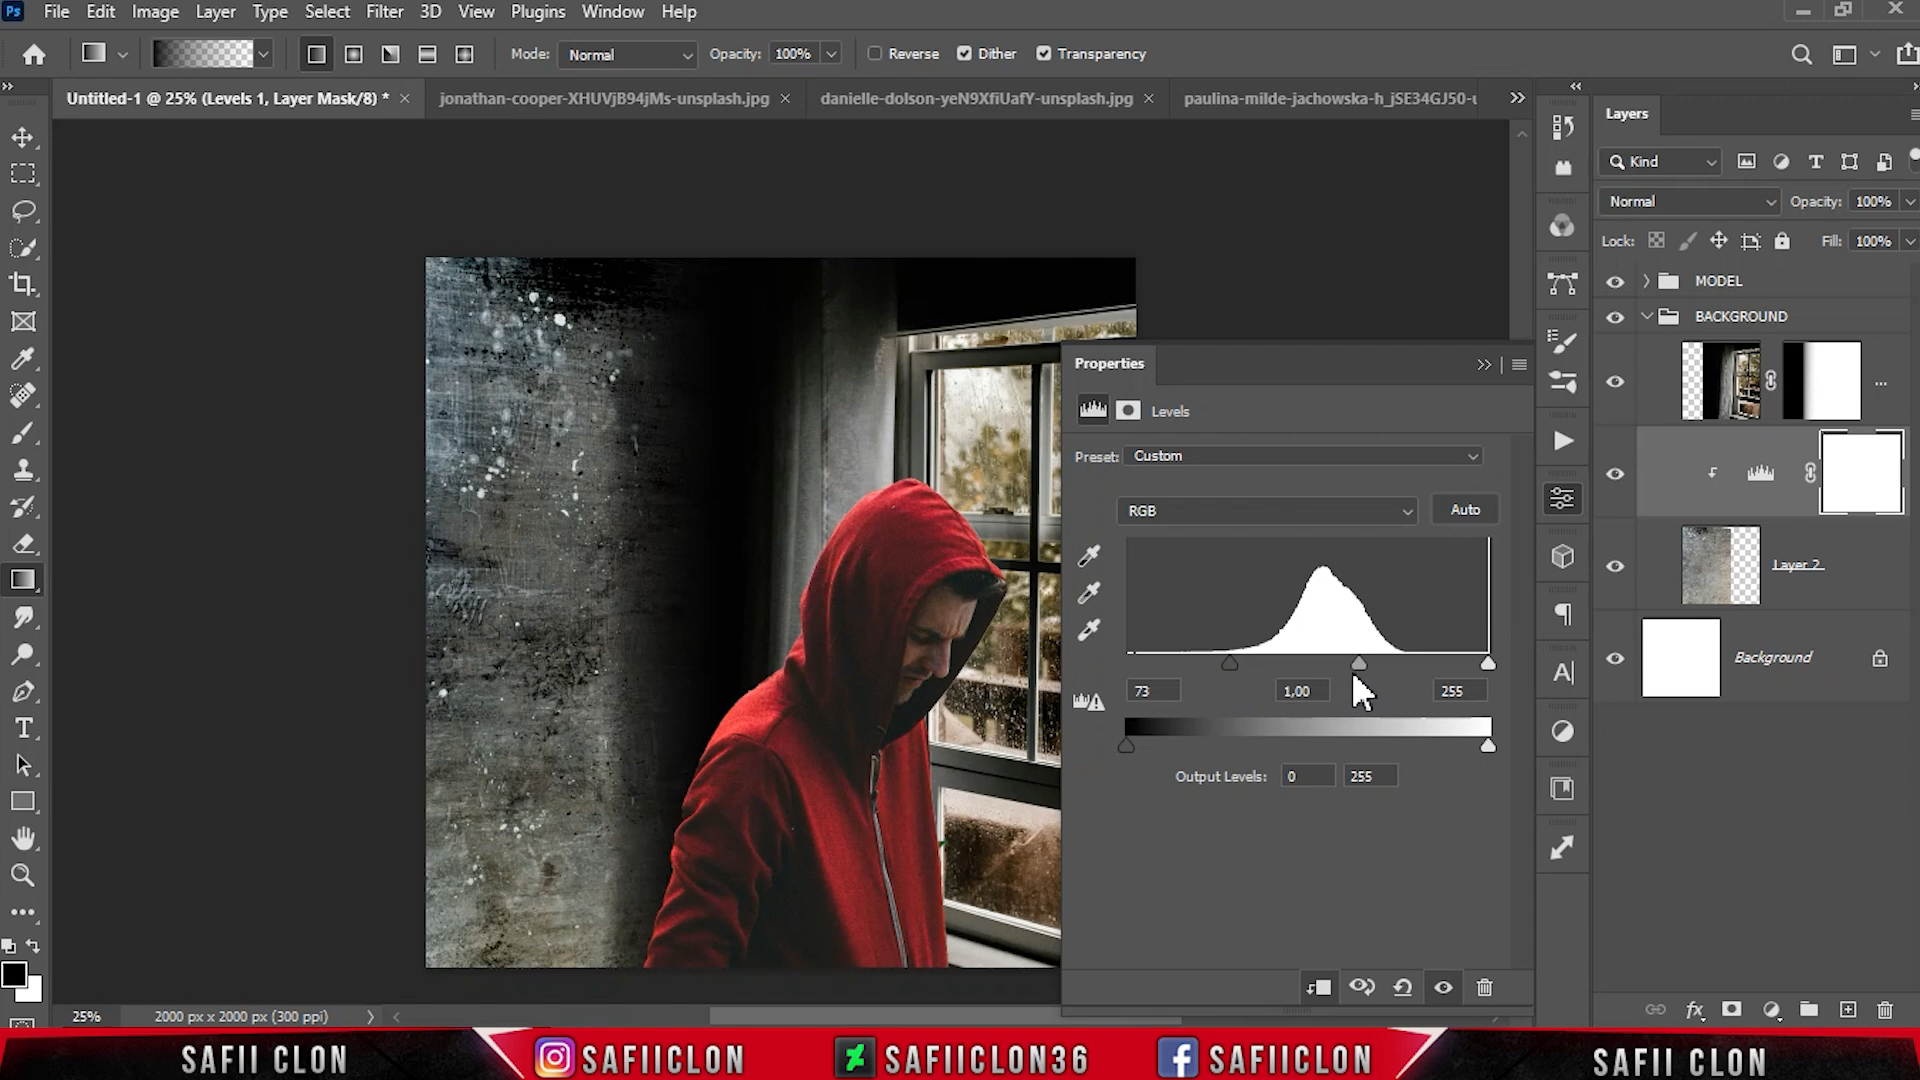 Ps File Edit Image Layer Type Select Filter 3D View Plugins Window Help
Mode: Normal Opacity: 100% Reverse Dither Transparency
Untitled-1 @ 25% (Levels 1, Layer Mask/8) * jonathan-cooper-XHUVjB94jMs-unsplash.jpg danielle-dolson-yeN9XfiUafY-unsplash.jpg paulina-milde-jachowska-h_jSE34GJ50-u
Layers
Kind
Normal Opacity: 100%
Lock: Fill: 100%
MODEL
BACKGROUND
...
Layer 2
Background
Properties
Levels
Preset: Custom
RGB Auto
73 1,00 255
Output Levels: 0 255
25% 2000 px x 2000 px (300 ppi)
SAFII CLON SAFIICLON SAFIICLON36 SAFIICLON SAFII CLON